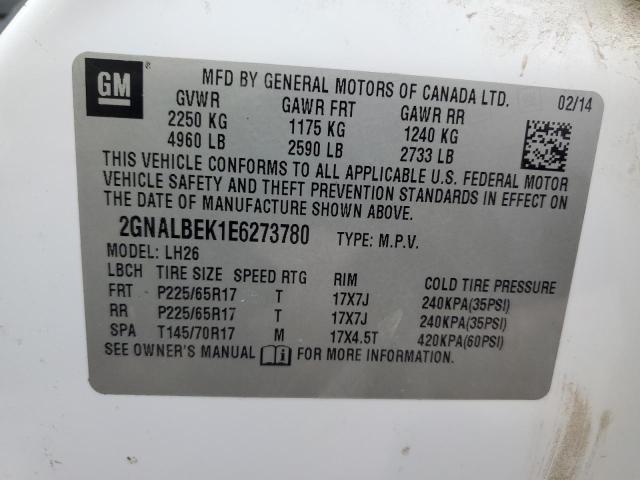 GM ®
MFD BY GENERAL MOTORS OF CANADA LTD. 02/14
GVWR GAWR FRT GAWR RR
2250 KG 1175 KG 1240 KG
4960 LB 2590 LB 2733 LB
THIS VEHICLE CONFORMS TO ALL APPLICABLE U.S. FEDERAL MOTOR
VEHICLE SAFETY AND THEFT PREVENTION STANDARDS IN EFFECT ON
THE DATE OF MANUFACTURE SHOWN ABOVE.
2GNALBEK1E6273780 TYPE: M.P.V.
MODEL: LH26
LBCH TIRE SIZE SPEED RTG RIM COLD TIRE PRESSURE
FRT P225/65R17 T 17X7J 240KPA(35PSI)
RR P225/65R17 T 17X7J 240KPA(35PSI)
SPA T145/70R17 M 17X4.5T 420KPA(60PSI)
SEE OWNER'S MANUAL FOR MORE INFORMATION.